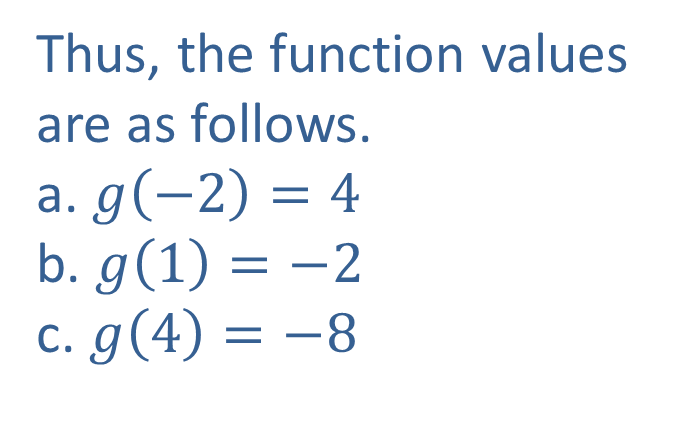 Thus, the function values
are as follows.
a. g(−2) = 4
b. g(1) = −2
c. g(4) = −8